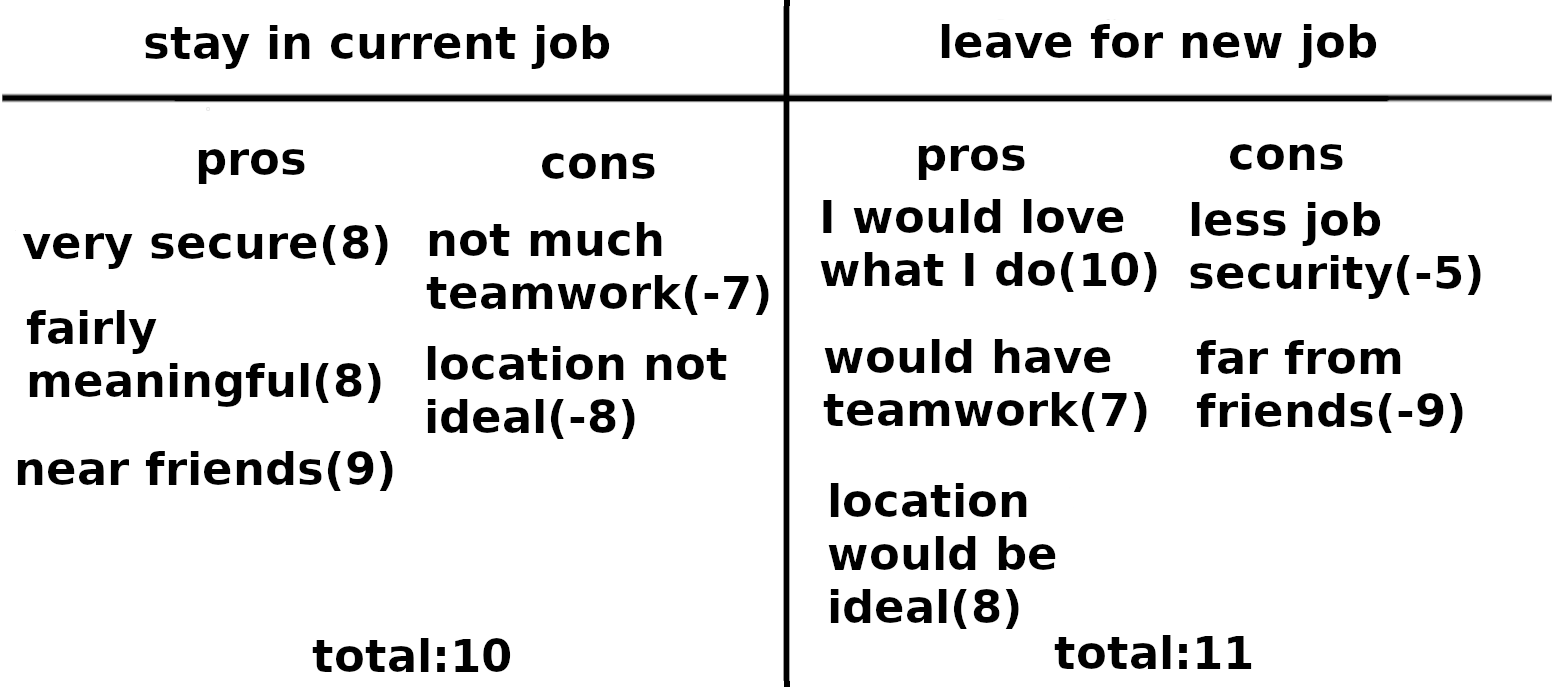 stay in current job
leave for new job
pros
cons
very secure(8)
not much
teamwork(-7)
fairly
meaningful(8)
location not
ideal(-8)
near friends(9)
total:10
pros
cons
I would love
what I do(10)
less job
security(-5)
would have
teamwork(7)
far from
friends(-9)
location
would be
ideal(8)
total:11